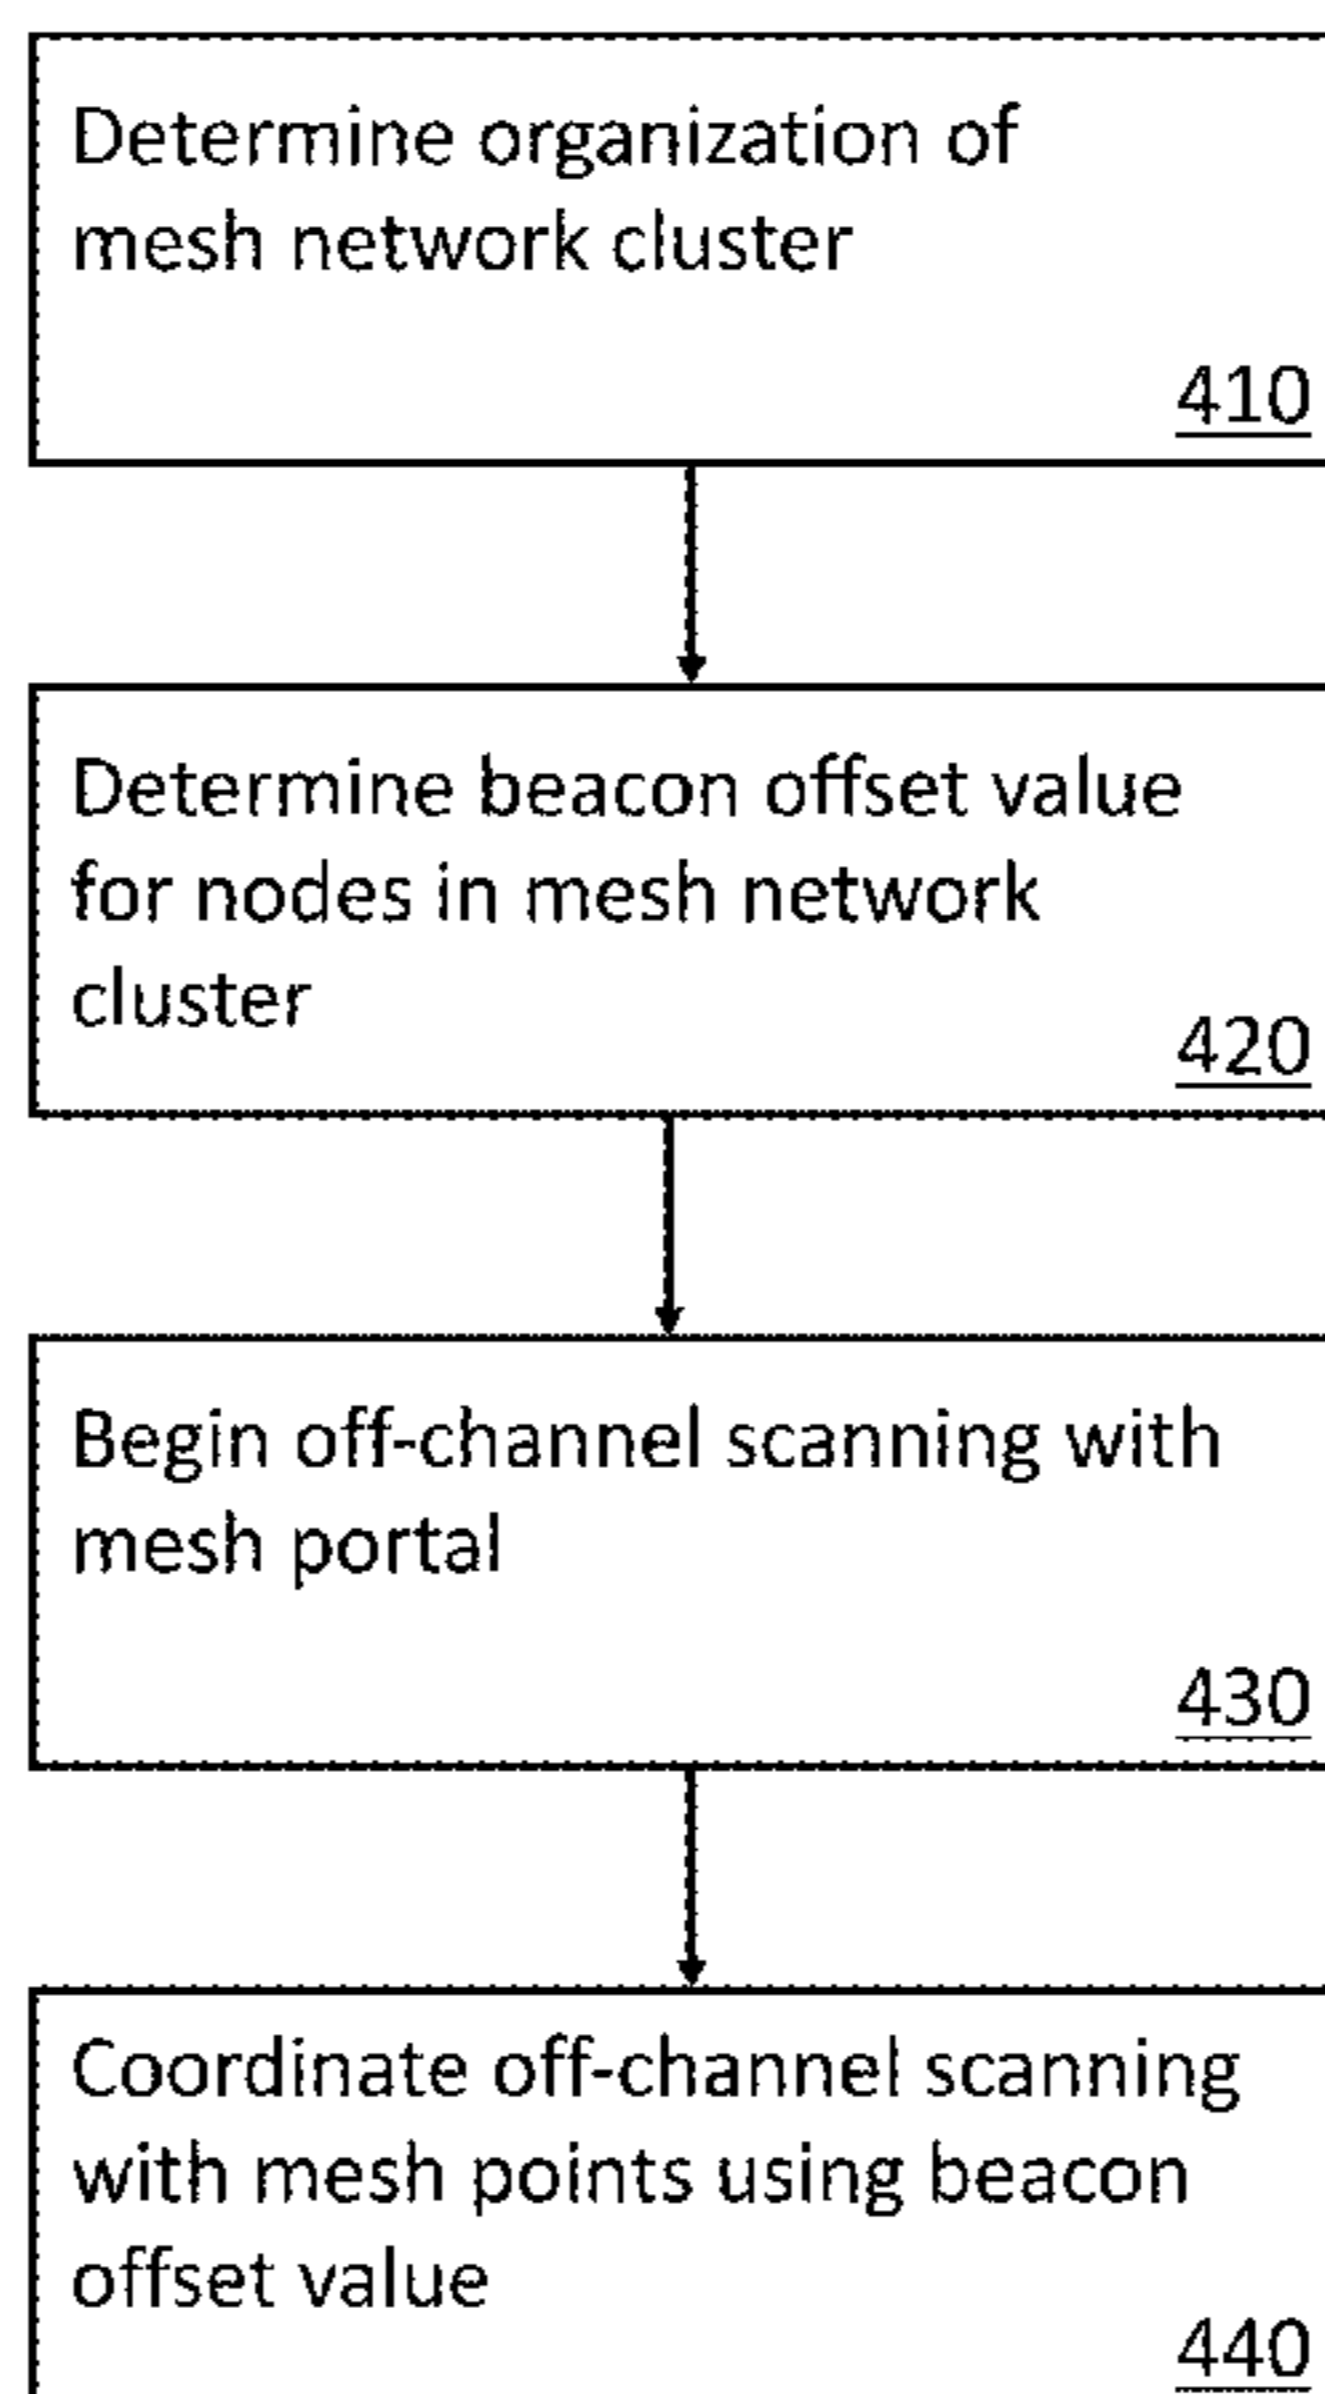 Determine organization of
mesh network cluster
410
Determine beacon offset value
for nodes in mesh network
cluster
420
Begin off-channel scanning with
mesh portal
430
Coordinate off-channel scanning
with mesh points using beacon
offset value
440